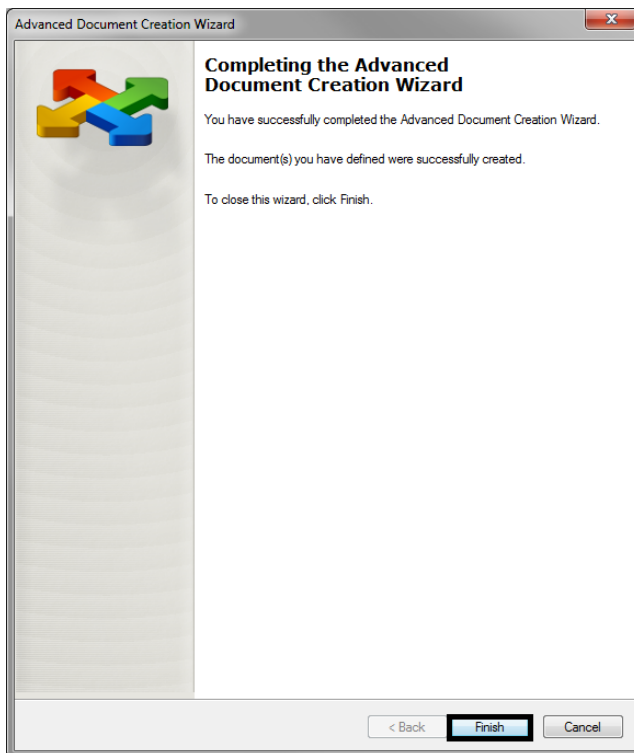 Advanced Document Creation Wizard
Completing the Advanced
Document Creation Wizard
You have successfully completed the Advanced Document Creation Wizard.
The document(s) you have defined were successfully created.
To close this wizard, click Finish.
< Back
Finish
Cancel